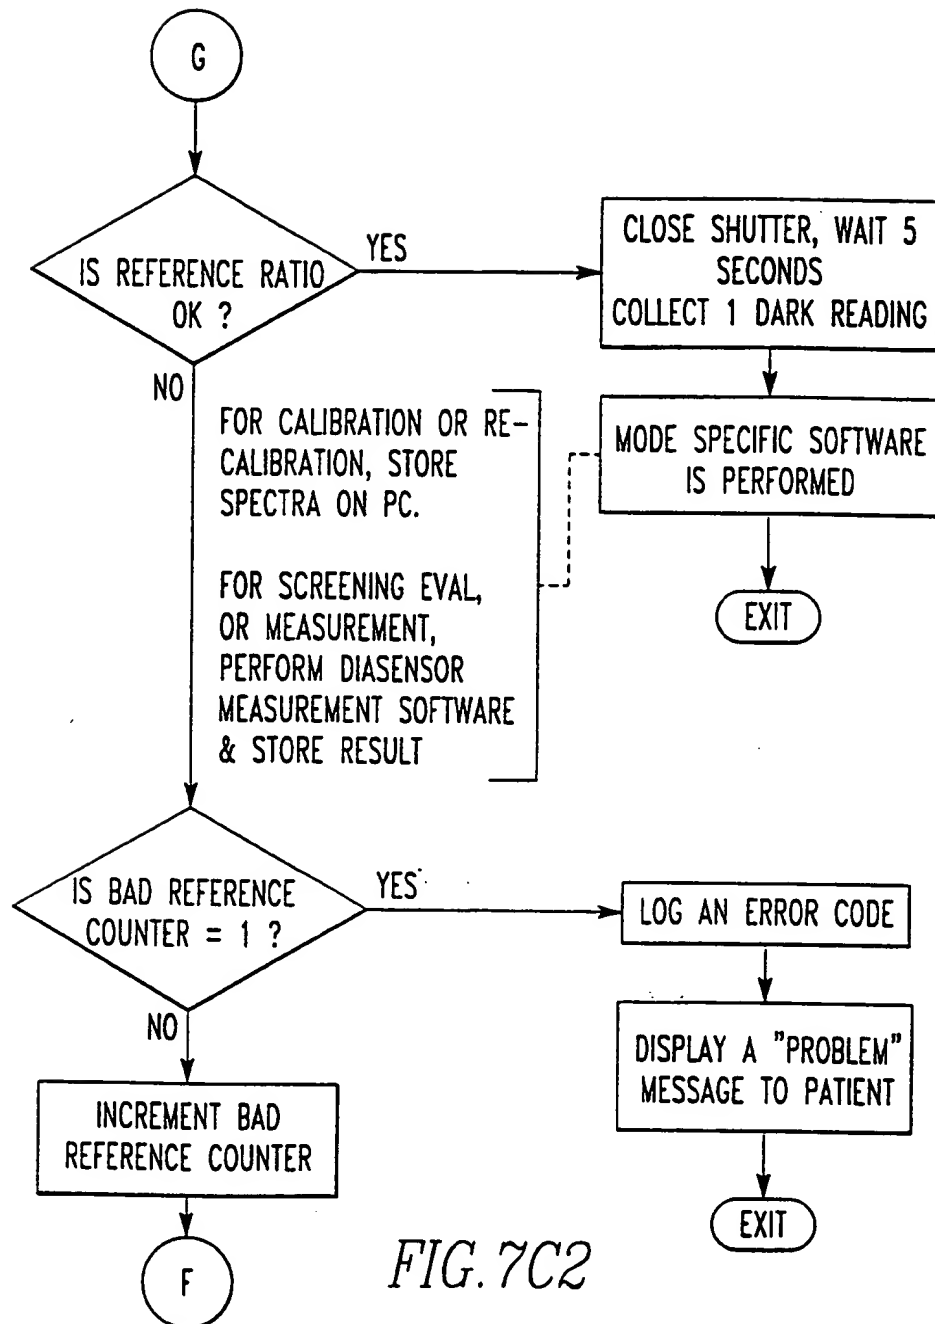 G
IS REFERENCE RATIO
OK ?
YES
NO
CLOSE SHUTTER, WAIT 5
SECONDS
COLLECT 1 DARK READING
MODE SPECIFIC SOFTWARE
IS PERFORMED
EXIT
FOR CALIBRATION OR RE-
CALIBRATION, STORE
SPECTRA ON PC.
FOR SCREENING EVAL,
OR MEASUREMENT,
PERFORM DIASENSOR
MEASUREMENT SOFTWARE
& STORE RESULT
IS BAD REFERENCE
COUNTER = 1 ?
YES
NO
LOG AN ERROR CODE
DISPLAY A "PROBLEM"
MESSAGE TO PATIENT
EXIT
INCREMENT BAD
REFERENCE COUNTER
F
FIG. 7C2